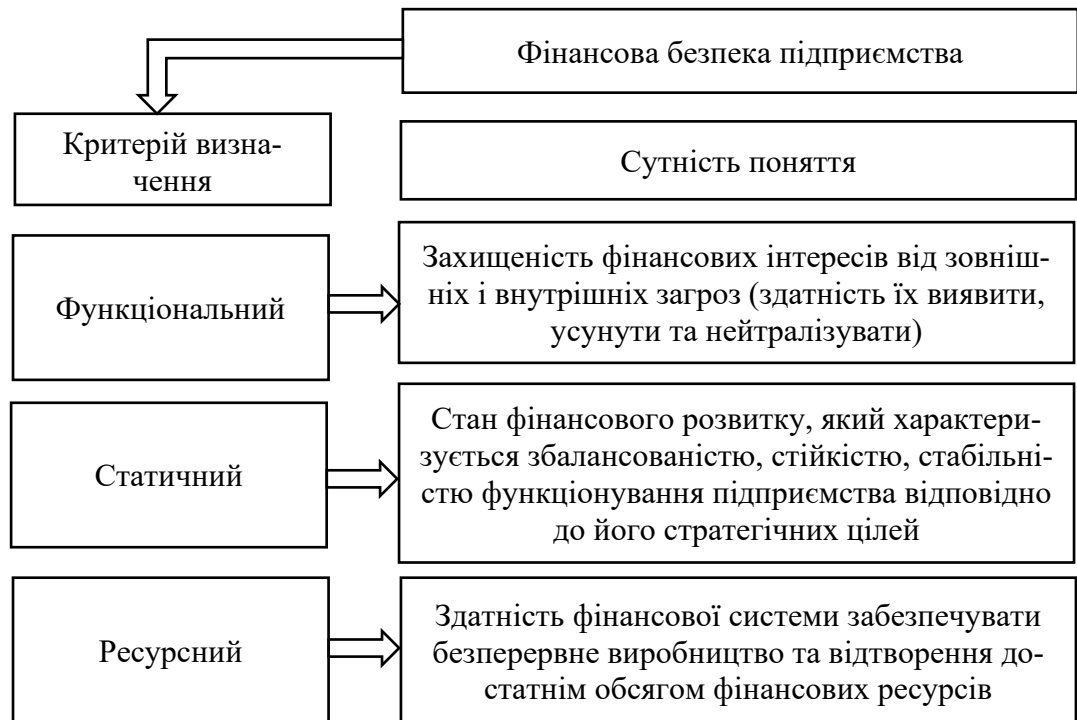 Фінансова безпека підприємства
Критерій визна-
чення
Сутність поняття
Функціональний
Захищеність фінансових інтересів від зовніш-
ніх і внутрішніх загроз (здатність їх виявити,
усунути та нейтралізувати)
Статичний
Стан фінансового розвитку, який характери-
зується збалансованістю, стійкістю, стабільні-
стю функціонування підприємства відповідно
до його стратегічних цілей
Ресурсний
Здатність фінансової системи забезпечувати
безперервне виробництво та відтворення до-
статнім обсягом фінансових ресурсів